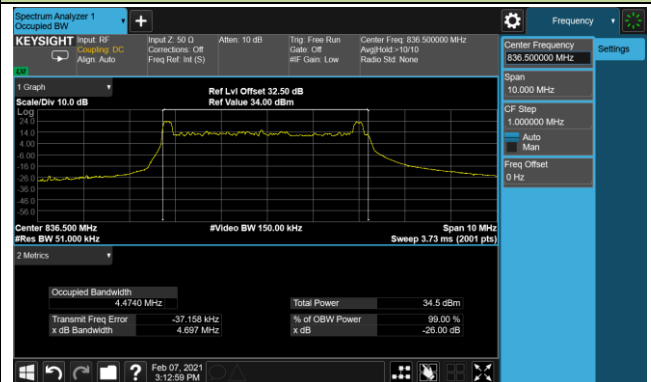 Spectrum Analyzer 1
Occupied BW
+
Frequency
KEYSIGHT
Input: RF
Coupling: DC
Align: Auto
Input Z: 50 Ω
Corrections: Off
Freq Ref: Int (S)
Atten: 10 dB
Trig: Free Run
Gate: Off
#IF Gain: Low
Center Freq: 836.500000 MHz
Avg|Hold:>10/10
Radio Std: None
Center Frequency
836.500000 MHz
Settings
Span
10.000 MHz
CF Step
1.000000 MHz
Auto
Man
Freq Offset
0 Hz
1 Graph
Scale/Div 10.0 dB
Ref Lvl Offset 32.50 dB
Ref Value 34.00 dBm
Log
24.0
14.0
4.00
-6.00
-16.0
-26.0
-36.0
-46.0
-56.0
Center 836.500 MHz
#Video BW 150.00 kHz
Span 10 MHz
#Res BW 51.000 kHz
Sweep 3.73 ms (2001 pts)
2 Metrics
Occupied Bandwidth
4.4740 MHz
Total Power 34.5 dBm
Transmit Freq Error -37.158 kHz
% of OBW Power 99.00 %
x dB Bandwidth 4.697 MHz
x dB -26.00 dB
?
Feb 07, 2021
3:12:59 PM